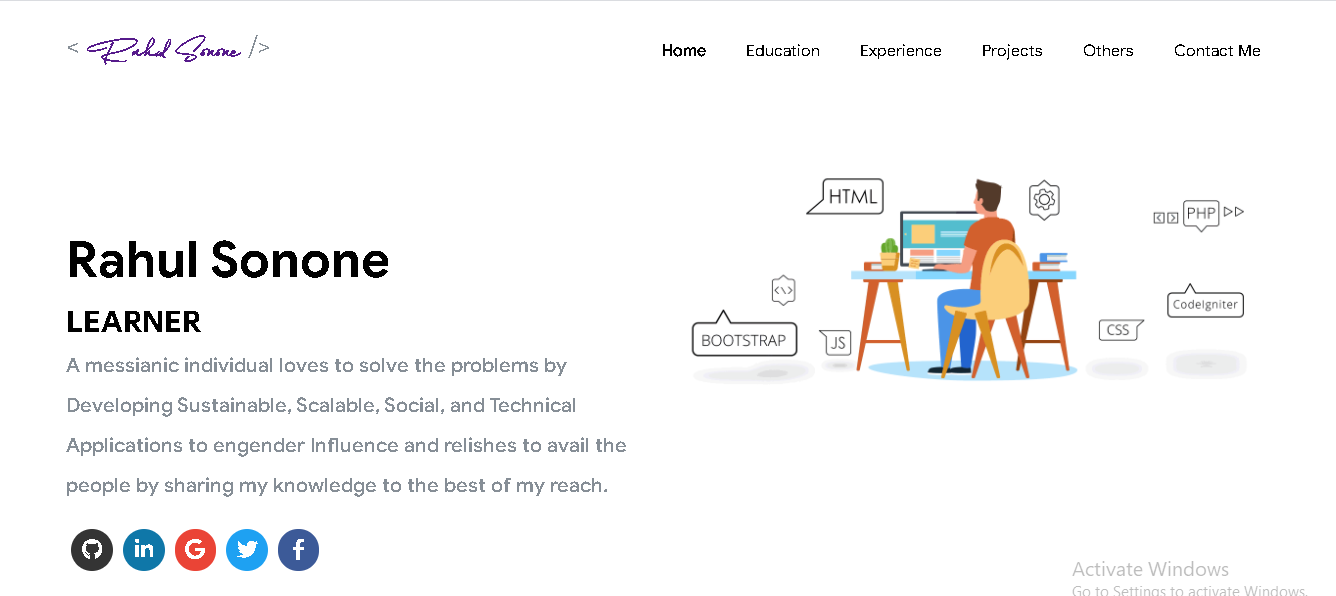 < Rahul Sonone />
Home Education Experience Projects Others Contact Me
HTML
PHP
CodeIgniter
CSS
BOOTSTRAP
JS
Rahul Sonone
LEARNER
A messianic individual loves to solve the problems by
Developing Sustainable, Scalable, Social, and Technical
Applications to engender Influence and relishes to avail the
people by sharing my knowledge to the best of my reach.
in
G
f
Activate Windows
Go to Settings to activate Windows.